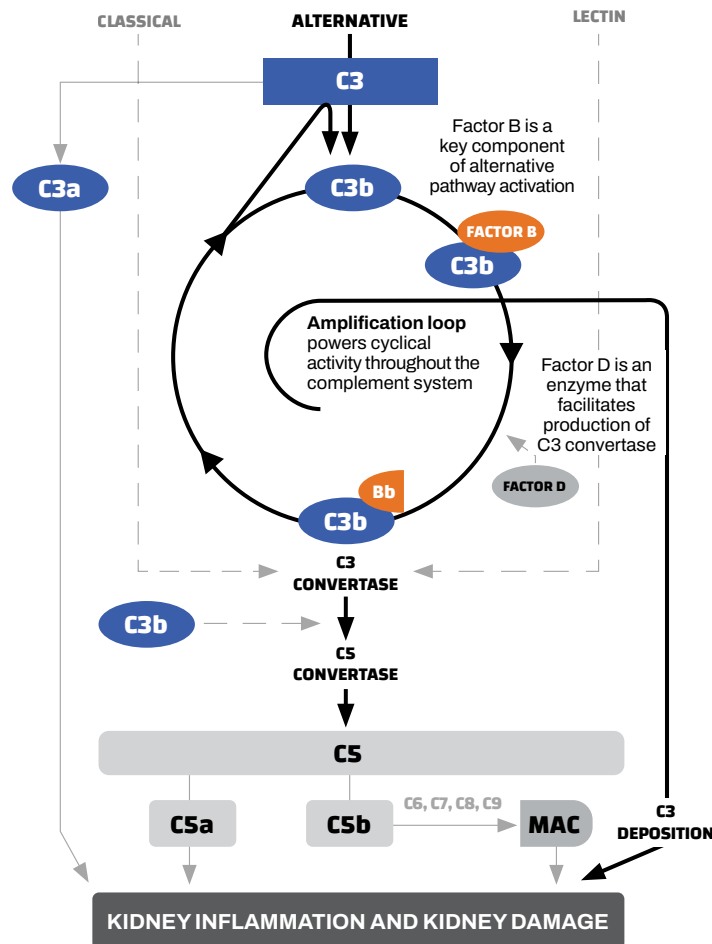 CLASSICAL
ALTERNATIVE
LECTIN
C3
Factor B is a
key component
of alternative
pathway activation
C3a
C3b
FACTOR B
C3b
Amplification loop
powers cyclical
activity throughout the
complement system
Factor D is an
enzyme that
facilitates
production of
C3 convertase
Bb
FACTOR D
C3b
C3
CONVERTASE
C3b
C5
CONVERTASE
C5
C6, C7, C8, C9
C5a
C5b
MAC
C3
DEPOSITION
KIDNEY INFLAMMATION AND KIDNEY DAMAGE